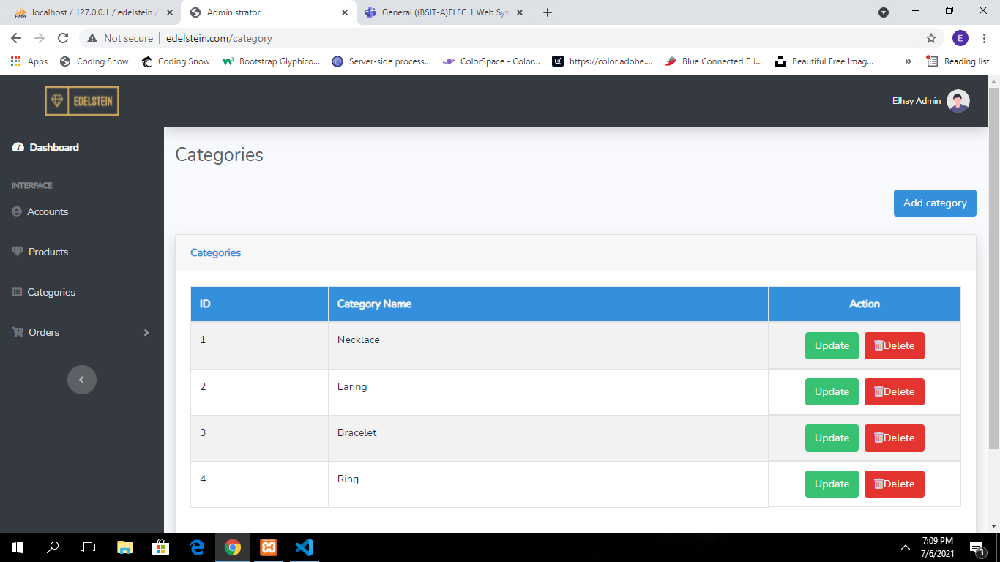 localhost / 127.0.0.1 / edelstein /
Administrator
General ((BSIT-A)ELEC 1 Web Sys
Not secure
edelstein.com/category
E
Apps
Coding Snow
Coding Snow
Bootstrap Glyphico...
Server-side process...
ColorSpace - Color...
https://color.adobe....
Blue Connected E J...
Beautiful Free Imag...
»
Reading list
EDELSTEIN
Elhay Admin
Dashboard
INTERFACE
Accounts
Products
Categories
Orders
Categories
Add category
Categories
ID Category Name Action
1 Necklace Update Delete
2 Earing Update Delete
3 Bracelet Update Delete
4 Ring Update Delete
7:09 PM
7/6/2021
3